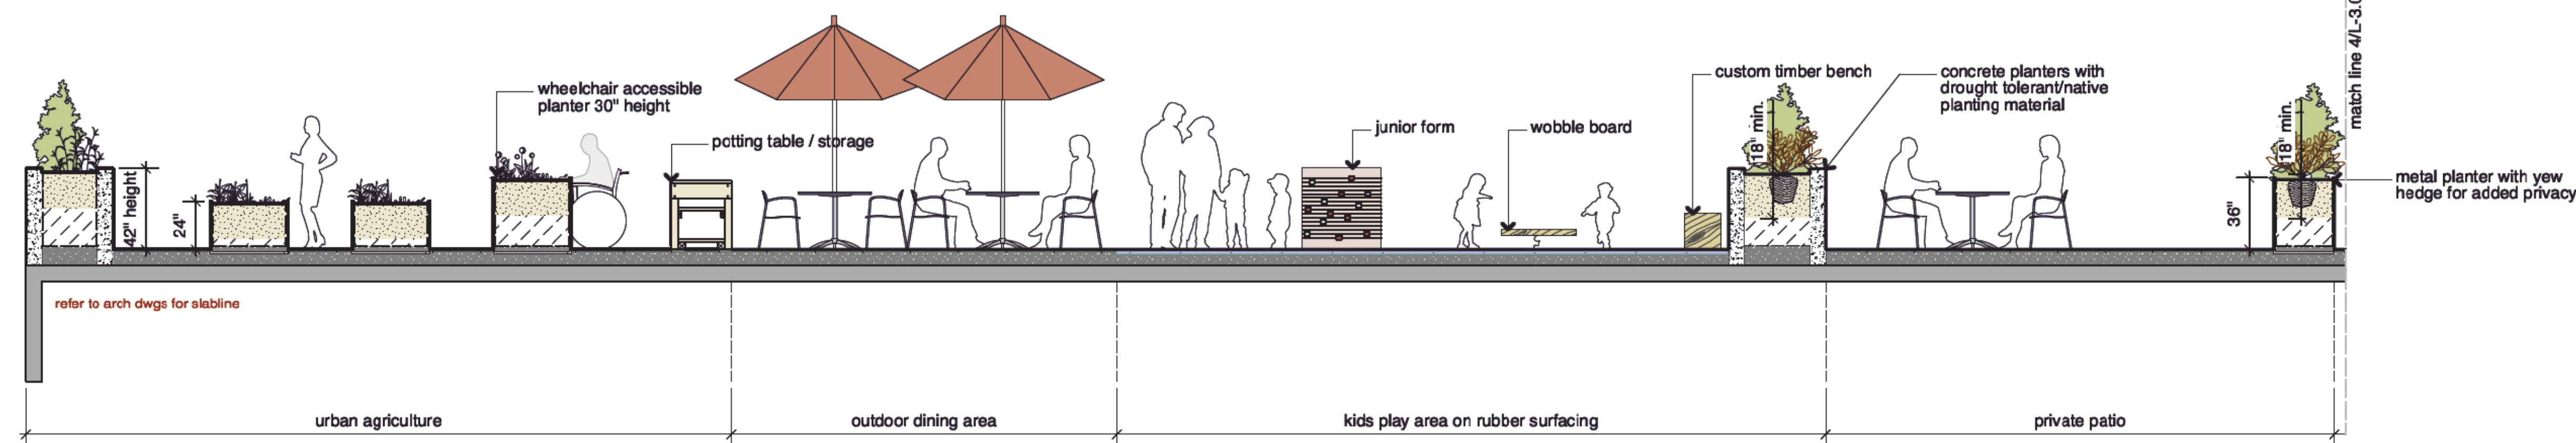 match line 4/L-3.0
wheelchair accessible
planter 30" height
potting table / storage
junior form
wobble board
custom timber bench
concrete planters with
drought tolerant/native
planting material
18" min.
18" min.
metal planter with yew
hedge for added privacy
42" height
24"
36"
refer to arch dwgs for slabline
urban agriculture
outdoor dining area
kids play area on rubber surfacing
private patio